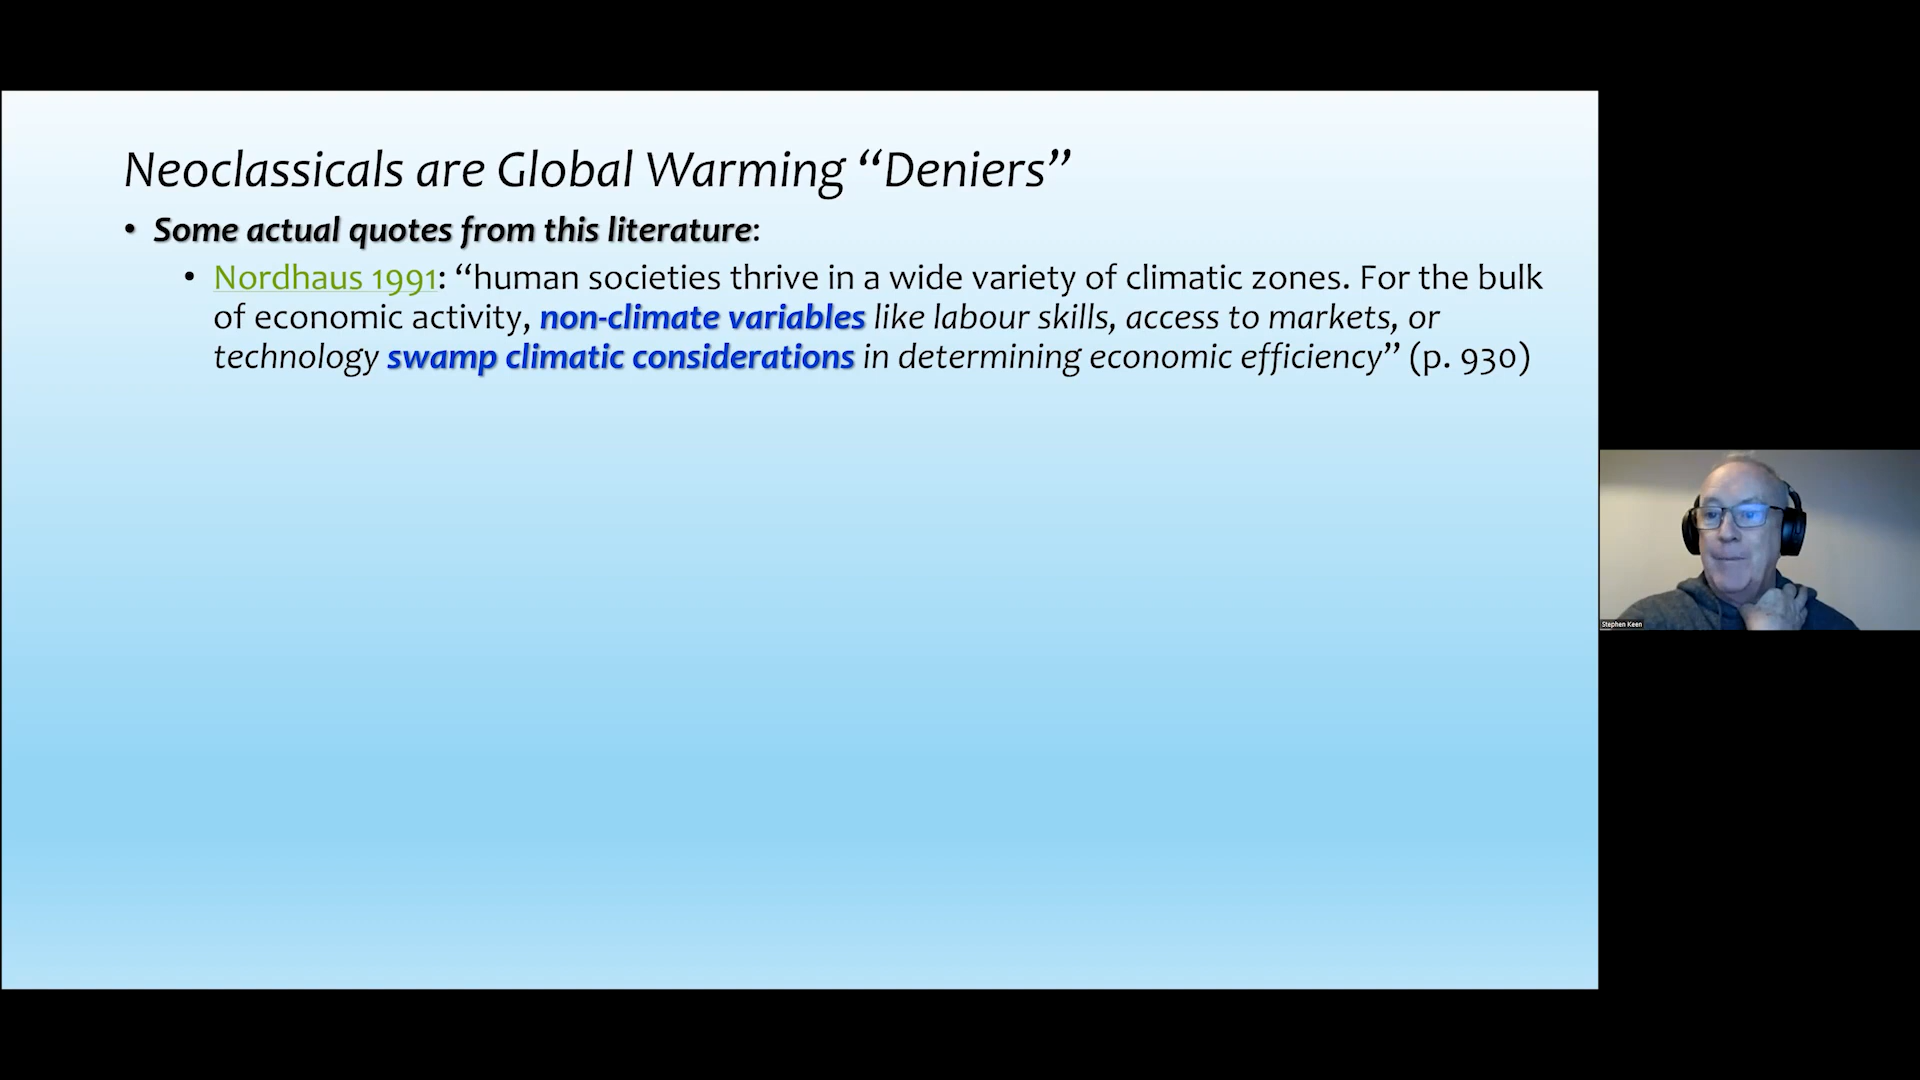 Neoclassicals are Global Warming “Deniers”
• Some actual quotes from this literature:
• Nordhaus 1991: “human societies thrive in a wide variety of climatic zones. For the bulk
of economic activity, non-climate variables like labour skills, access to markets, or
technology swamp climatic considerations in determining economic efficiency” (p. 930)
Stephen Keen